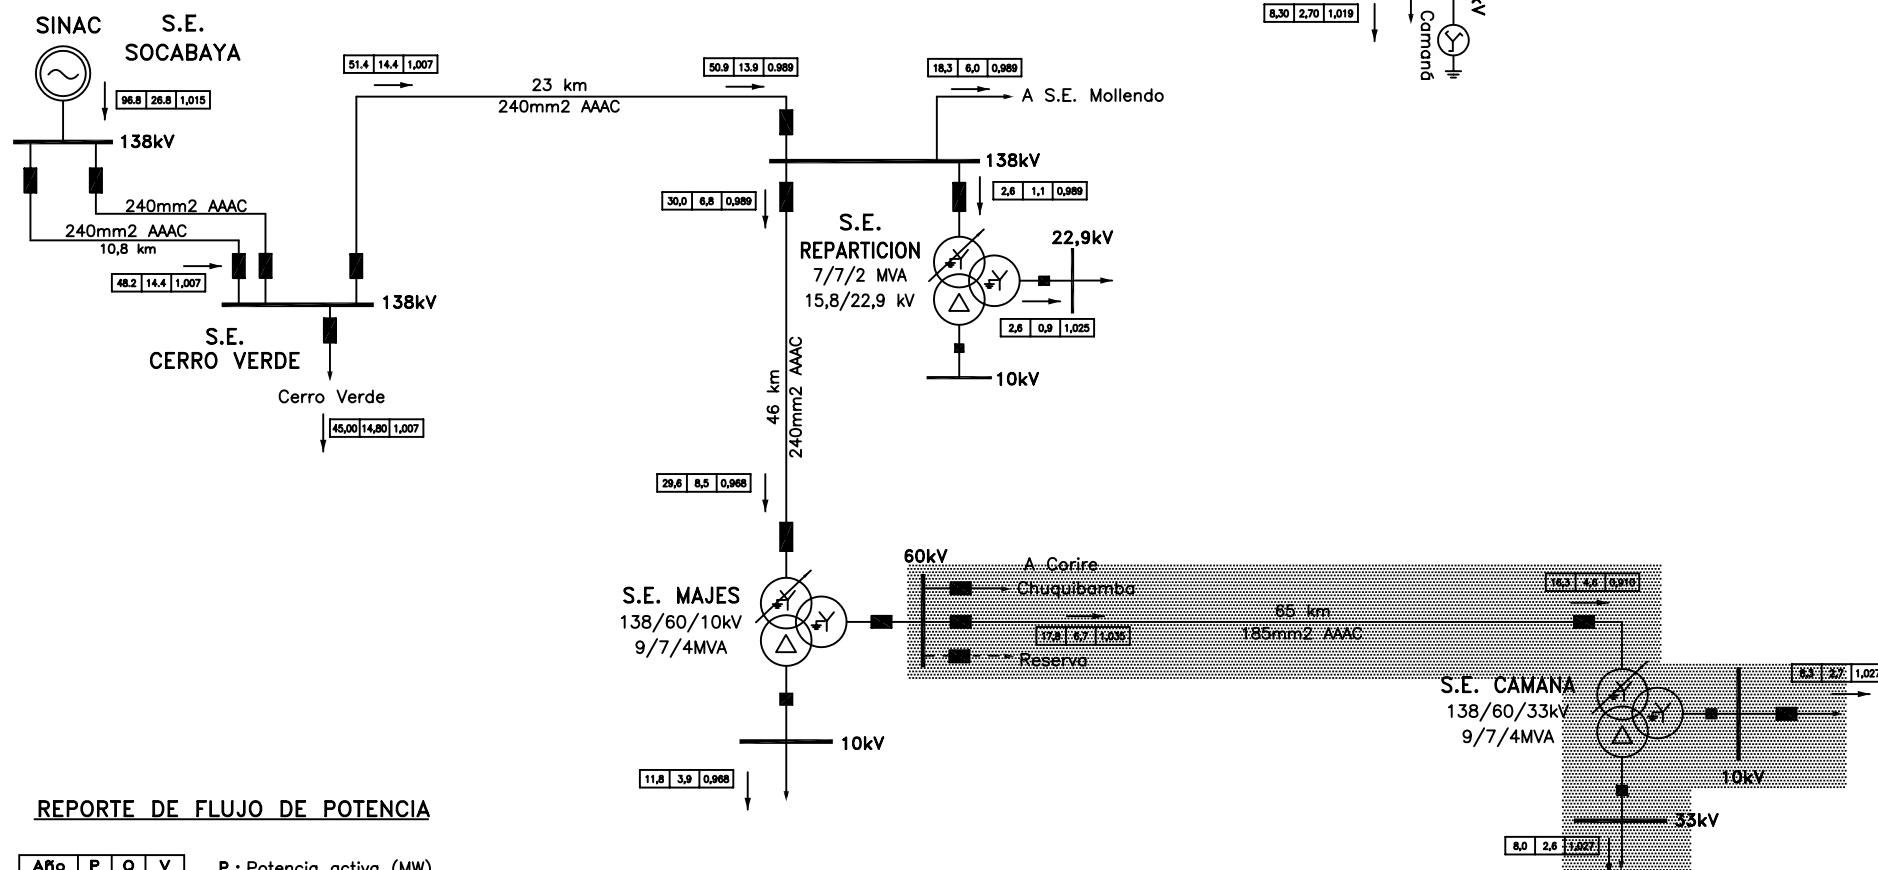 SINAC
S.E.
SOCABAYA
96.8 26.8 1,015
138kV
240mm2 AAAC
240mm2 AAAC
10,8 km
48.2 14.4 1,007
138kV
S.E.
CERRO VERDE
Cerro Verde
45,00 14,80 1,007
51.4 14.4 1,007
23 km
240mm2 AAAC
50.9 13.9 0.989
18,3 6,0 0,989
A S.E. Mollendo
138kV
30,0 6,8 0,989
2,6 1,1 0,989
S.E.
REPARTICION
7/7/2 MVA
15,8/22,9 kV
22,9kV
2,6 0,9 1,025
10kV
46 km
240mm2 AAAC
29,6 8,5 0,968
S.E. MAJES
138/60/10kV
9/7/4MVA
10kV
11,8 3,9 0,968
60kV
A Corire
Chuquibamba
17,8 6,7 1,035
Reserva
65 km
185mm2 AAAC
16,3 4,8 0,910
S.E. CAMANA
138/60/33kV
9/7/4MVA
8,3 2,7 1,027
10kV
33kV
8,0 2,6 1,027
8,30 2,70 1,019
Camaná
kV
REPORTE DE FLUJO DE POTENCIA
Año P Q V
P : Potencia activa (MW)